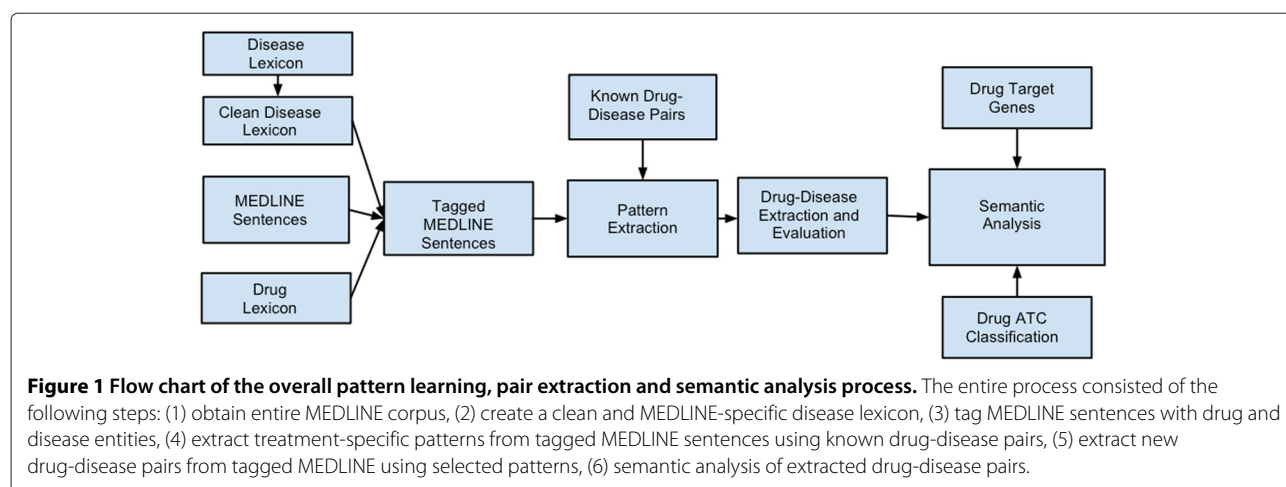 Disease
Lexicon
Clean Disease
Lexicon
MEDLINE
Sentences
Drug
Lexicon
Tagged
MEDLINE
Sentences
Known Drug-
Disease Pairs
Pattern
Extraction
Drug-Disease
Extraction and
Evaluation
Drug Target
Genes
Semantic
Analysis
Drug ATC
Classification
Figure 1 Flow chart of the overall pattern learning, pair extraction and semantic analysis process. The entire process consisted of the
following steps: (1) obtain entire MEDLINE corpus, (2) create a clean and MEDLINE-specific disease lexicon, (3) tag MEDLINE sentences with drug and
disease entities, (4) extract treatment-specific patterns from tagged MEDLINE sentences using known drug-disease pairs, (5) extract new
drug-disease pairs from tagged MEDLINE using selected patterns, (6) semantic analysis of extracted drug-disease pairs.